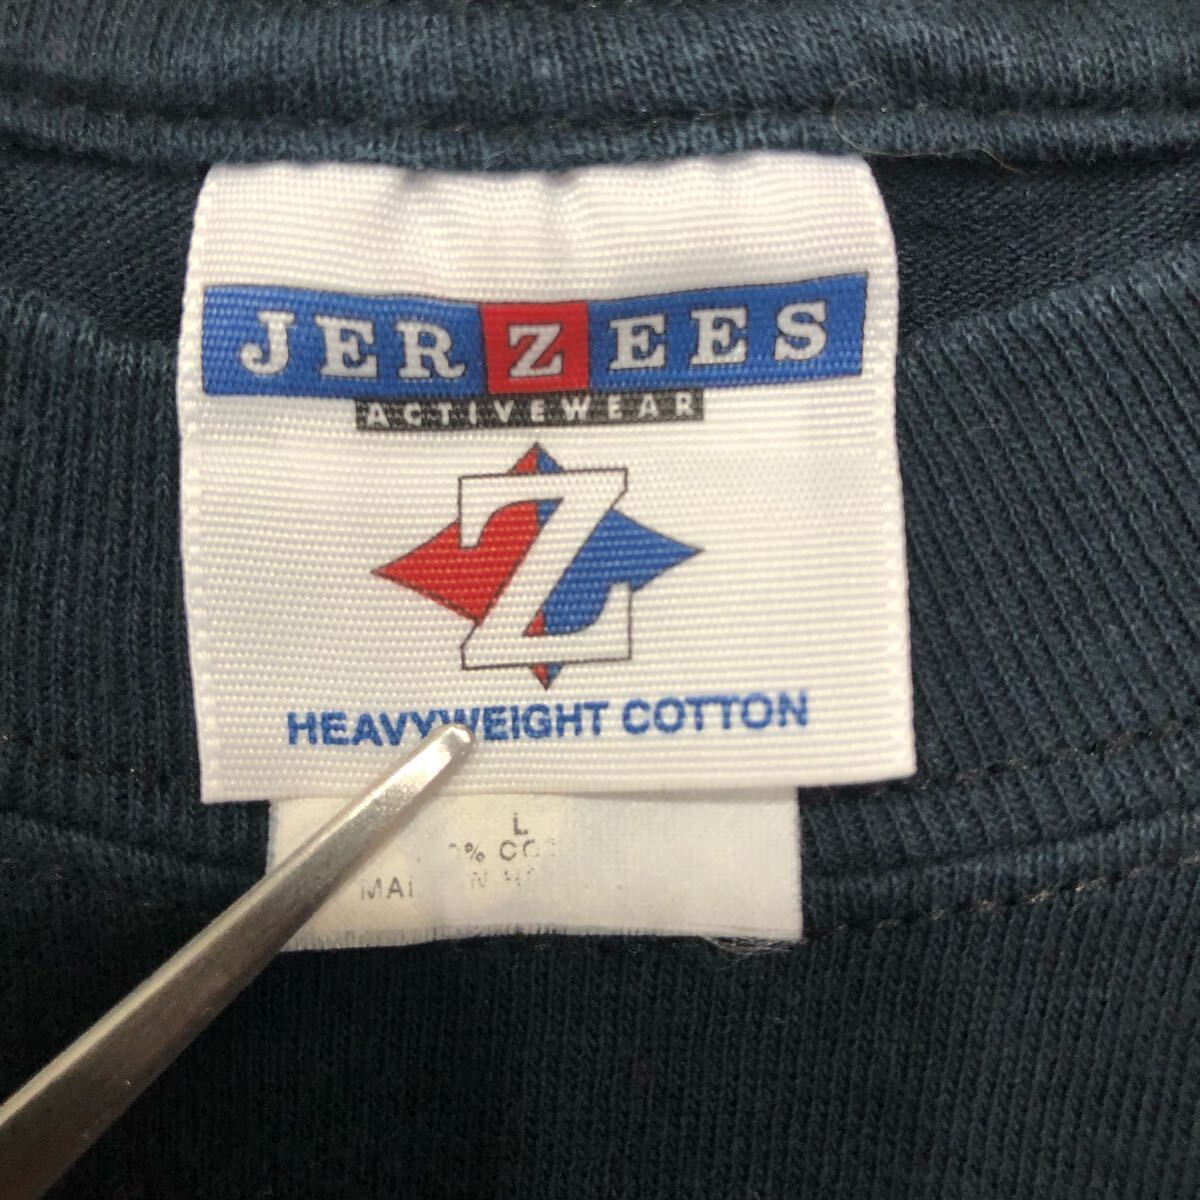 JERZEES
ACTIVEWEAR
Z
HEAVYWEIGHT COTTON
L